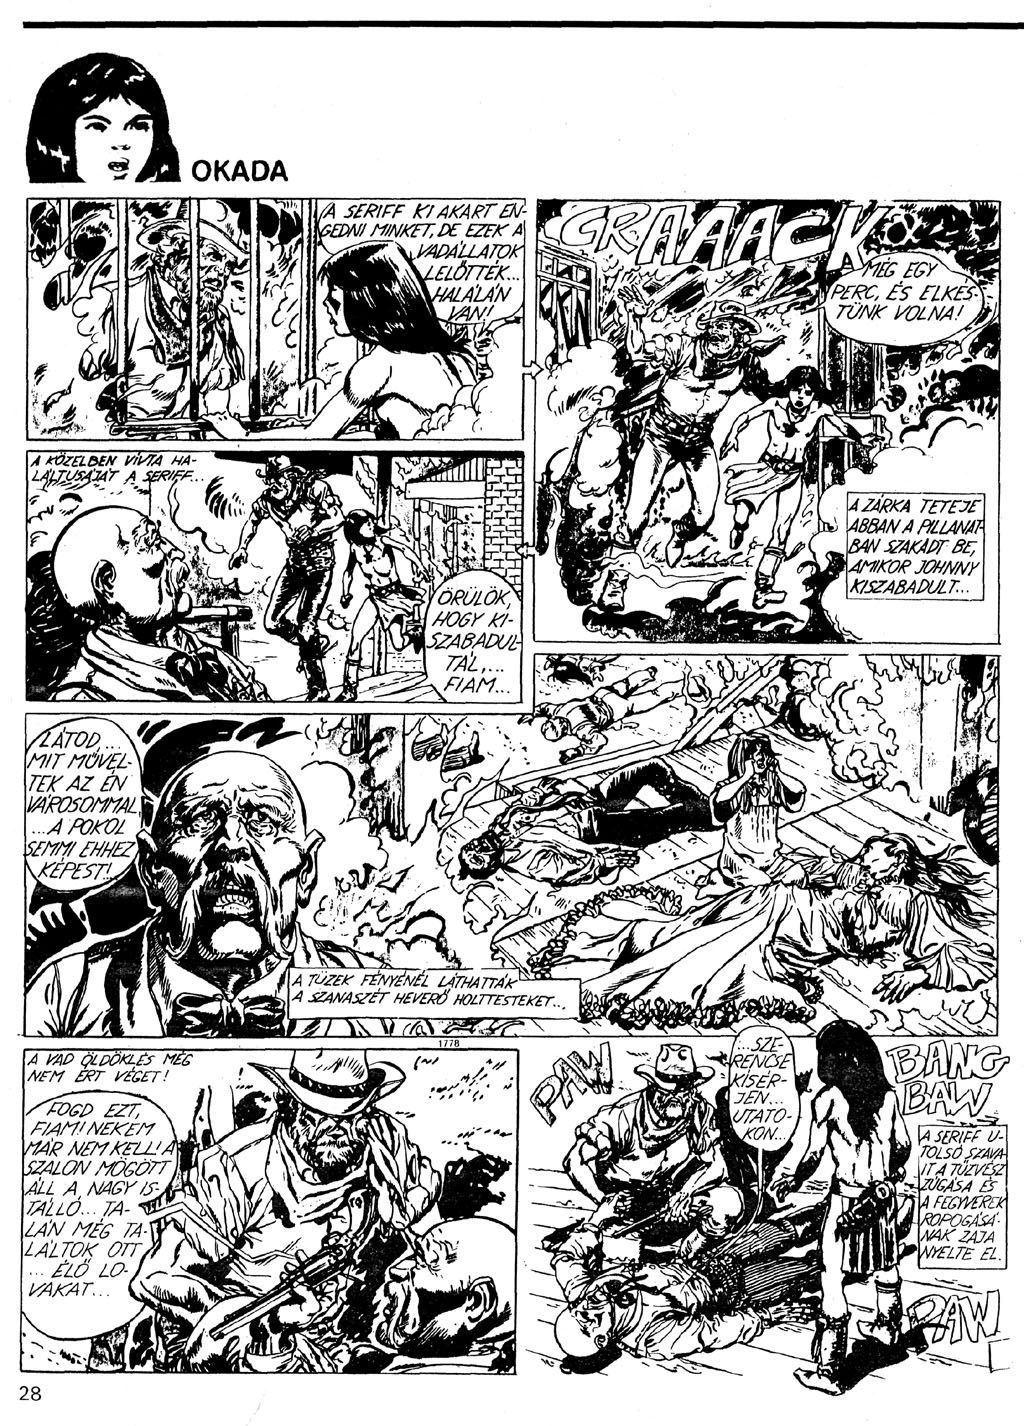 OKADA
A SERIFF KI AKART EN-
GEDNI MINKET, DE EZEK A
VADÁLLATOK
LELŐTTÉK...
HALÁLÁN
VAN!
CRAAAACK
MÉG EGY
PERC, ÉS ELKÉS-
TÜNK VOLNA!
A ZÁRKA TETEJE
ABBAN A PILLANAT-
BAN SZAKADT BE,
AMIKOR JOHNNY
KISZABADULT...
A KÖZELBEN VÍVTA HA-
LÁLTUSÁJÁT A SERIFF...
ÖRÜLÖK,
HOGY KI-
SZABADUL-
TÁL,...
FIAM...
LÁTOD,...
MIT MŰVEL-
TEK AZ ÉN
VÁROSOMMAL,
...A POKOL
SEMMI EHHEZ
KÉPEST!
A TÜZEK FÉNYÉNÉL LÁTHATTÁK
A SZANASZÉT HEVERŐ HOLTTESTEKET...
1778
A VAD ÖLDÖKLÉS MÉG
NEM ÉRT VÉGET!
FOGD EZT,
FIAM! NEKEM
MÁR NEM KELL! A
SZALON MÖGÖTT
ÁLL A NAGY IS-
TÁLLÓ... TA-
LÁN MÉG TA-
LÁLTOK OTT
... ÉLŐ LO-
VAKAT...
PAW
...SZE-
RENCSE
KISÉR-
JEN...
UTATO-
KON...
BANG
BAW
A SERIFF U-
TOLSÓ SZAVA-
IT A TŰZVÉSZ
ZÚGÁSA ÉS
A FEGYVEREK
ROPOGÁSÁ-
NAK ZAJA
NYELTE EL.
PAW
28